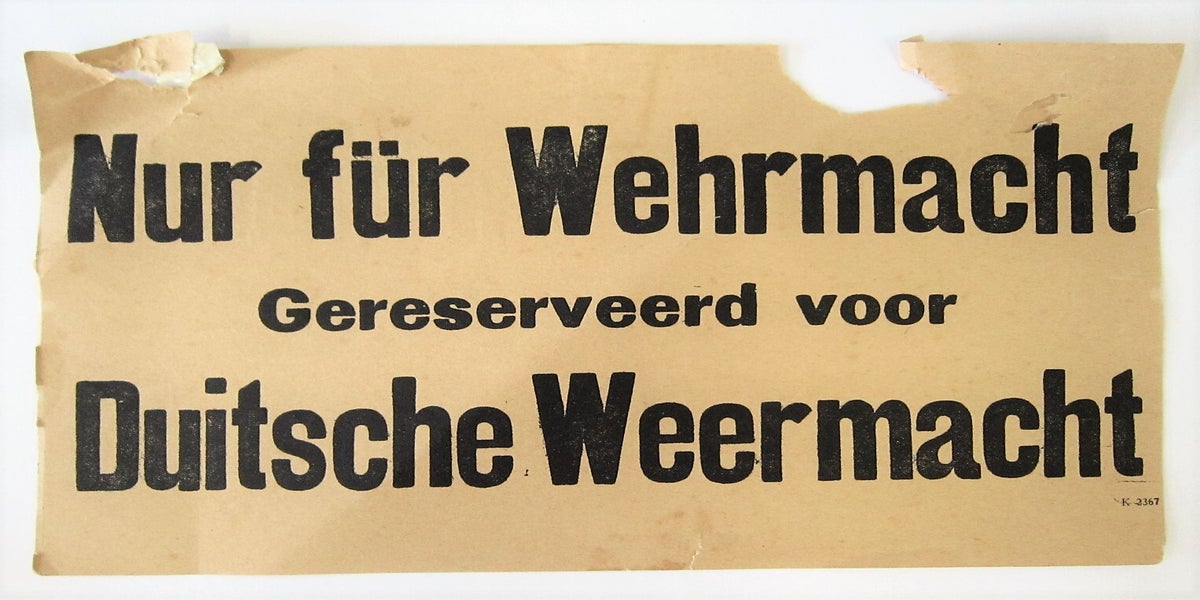 Nur für Wehrmacht
Gereserveerd voor
Duitsche Weermacht
K 2367